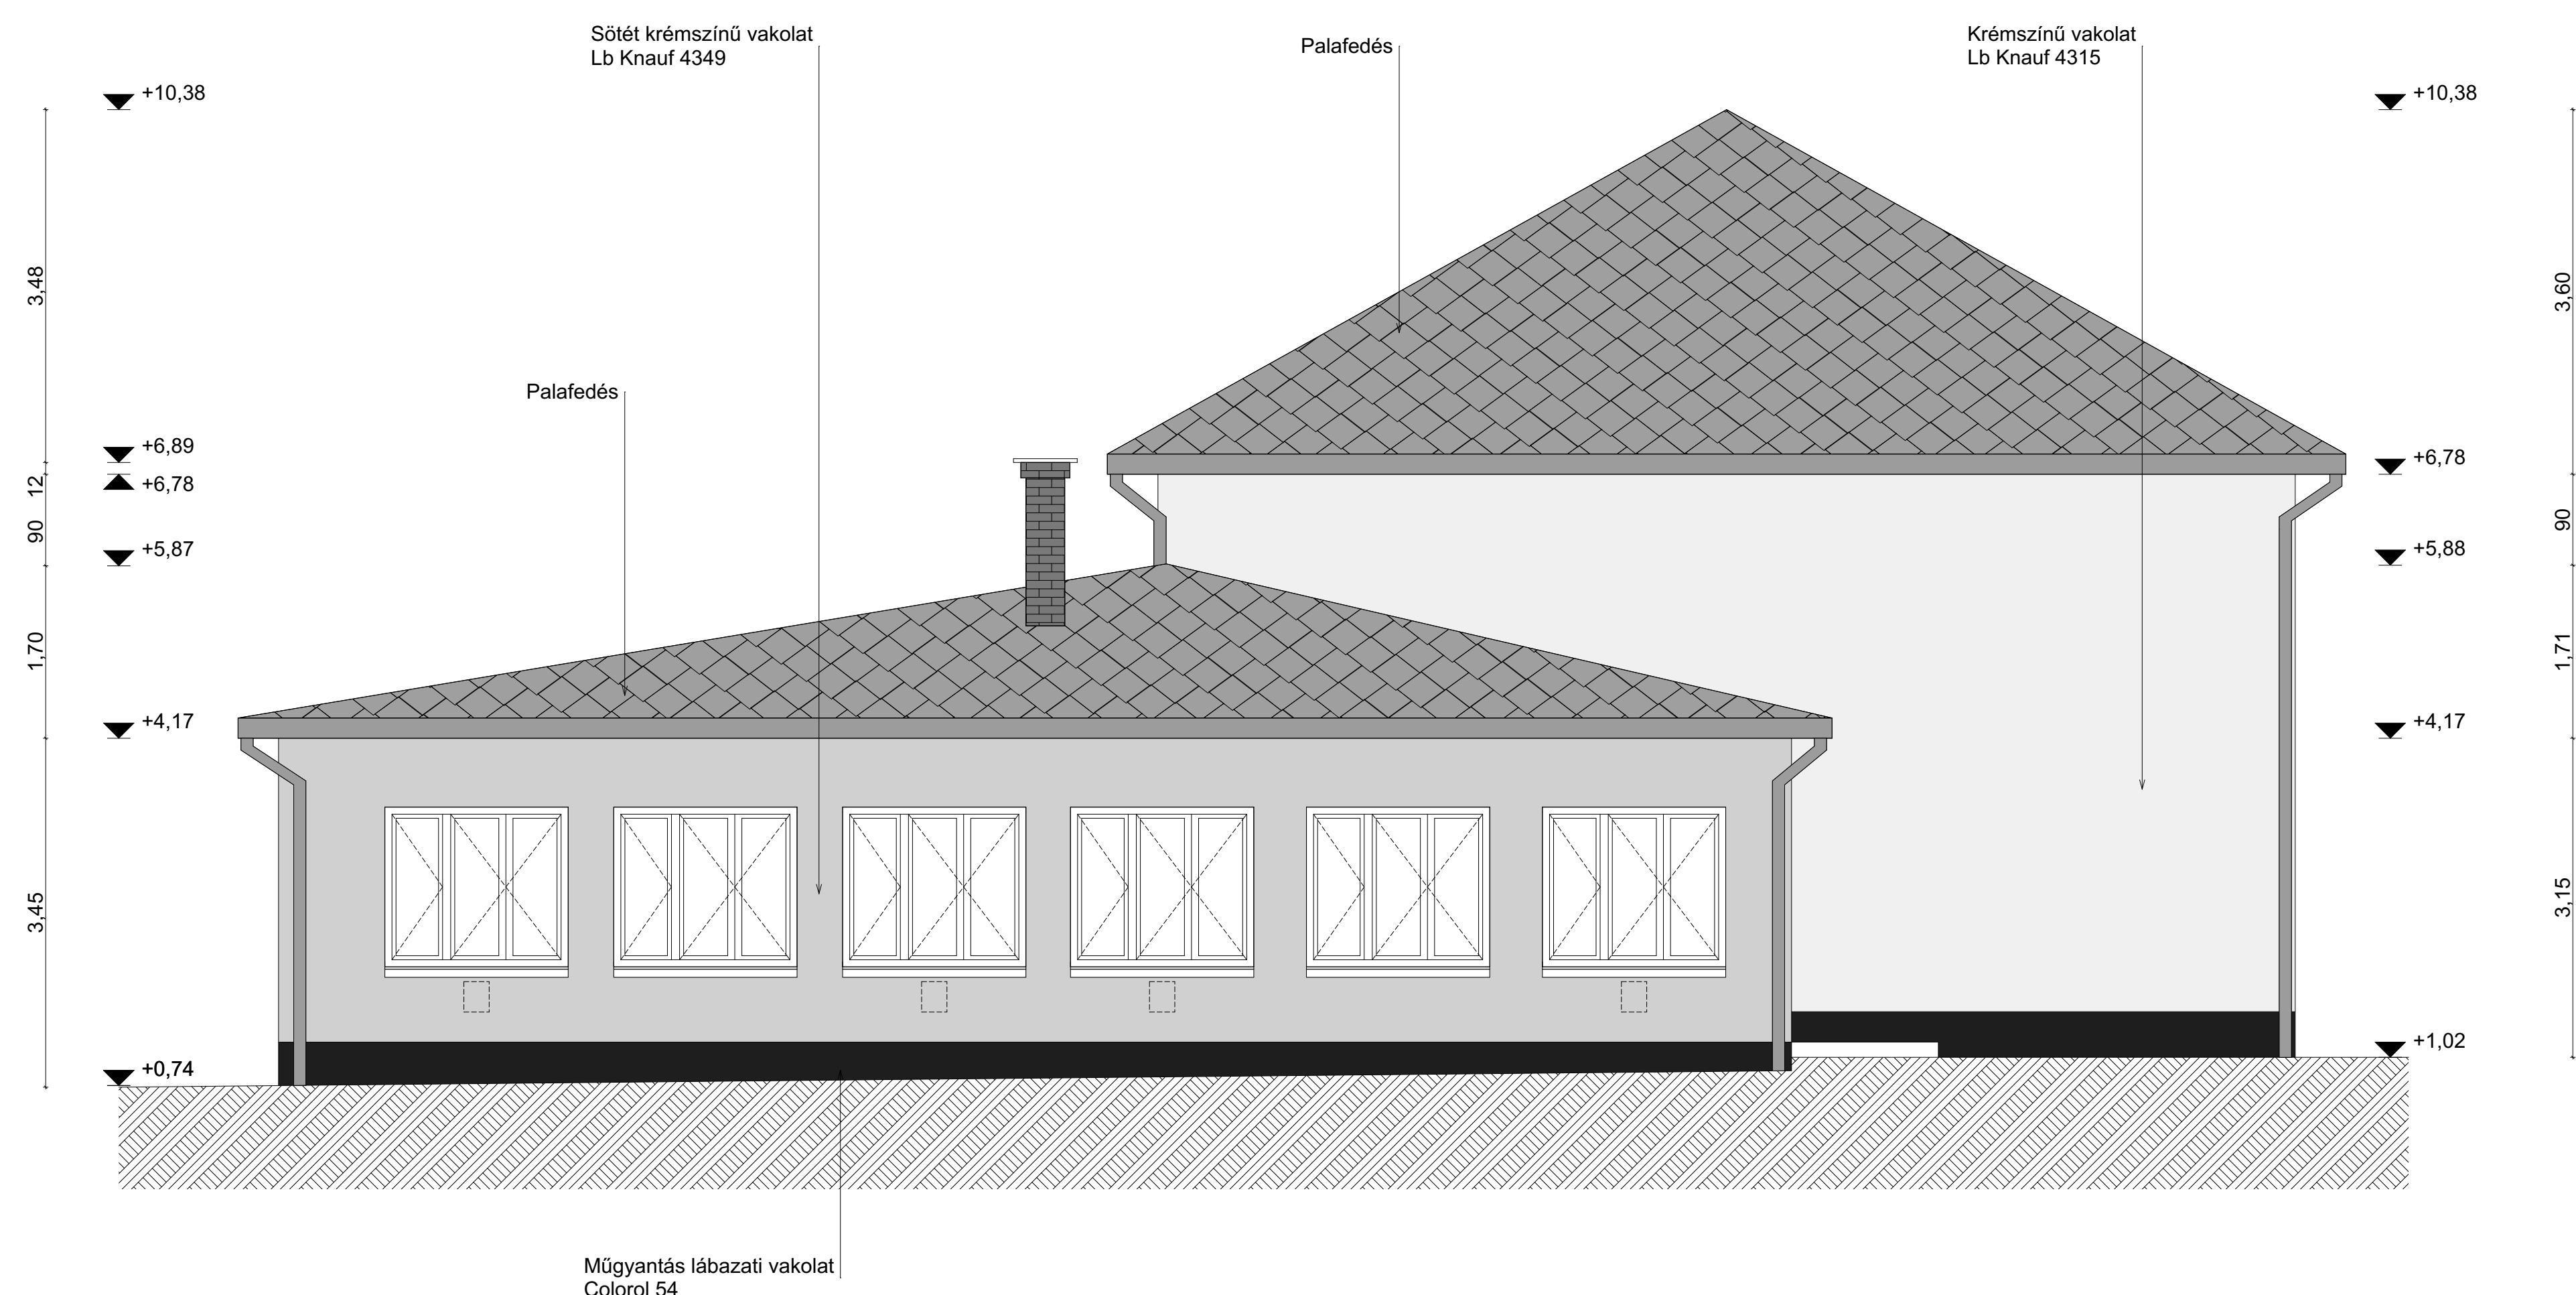 Sötét krémszínű vakolat
Lb Knauf 4349
Palafedés
Krémszínű vakolat
Lb Knauf 4315
+10,38
+10,38
3,48
3,60
Palafedés
+6,89
+6,78
+6,78
12
90
90
+5,87
+5,88
1,70
1,71
+4,17
+4,17
3,45
3,15
+0,74
+1,02
Műgyantás lábazati vakolat
Colorol 54